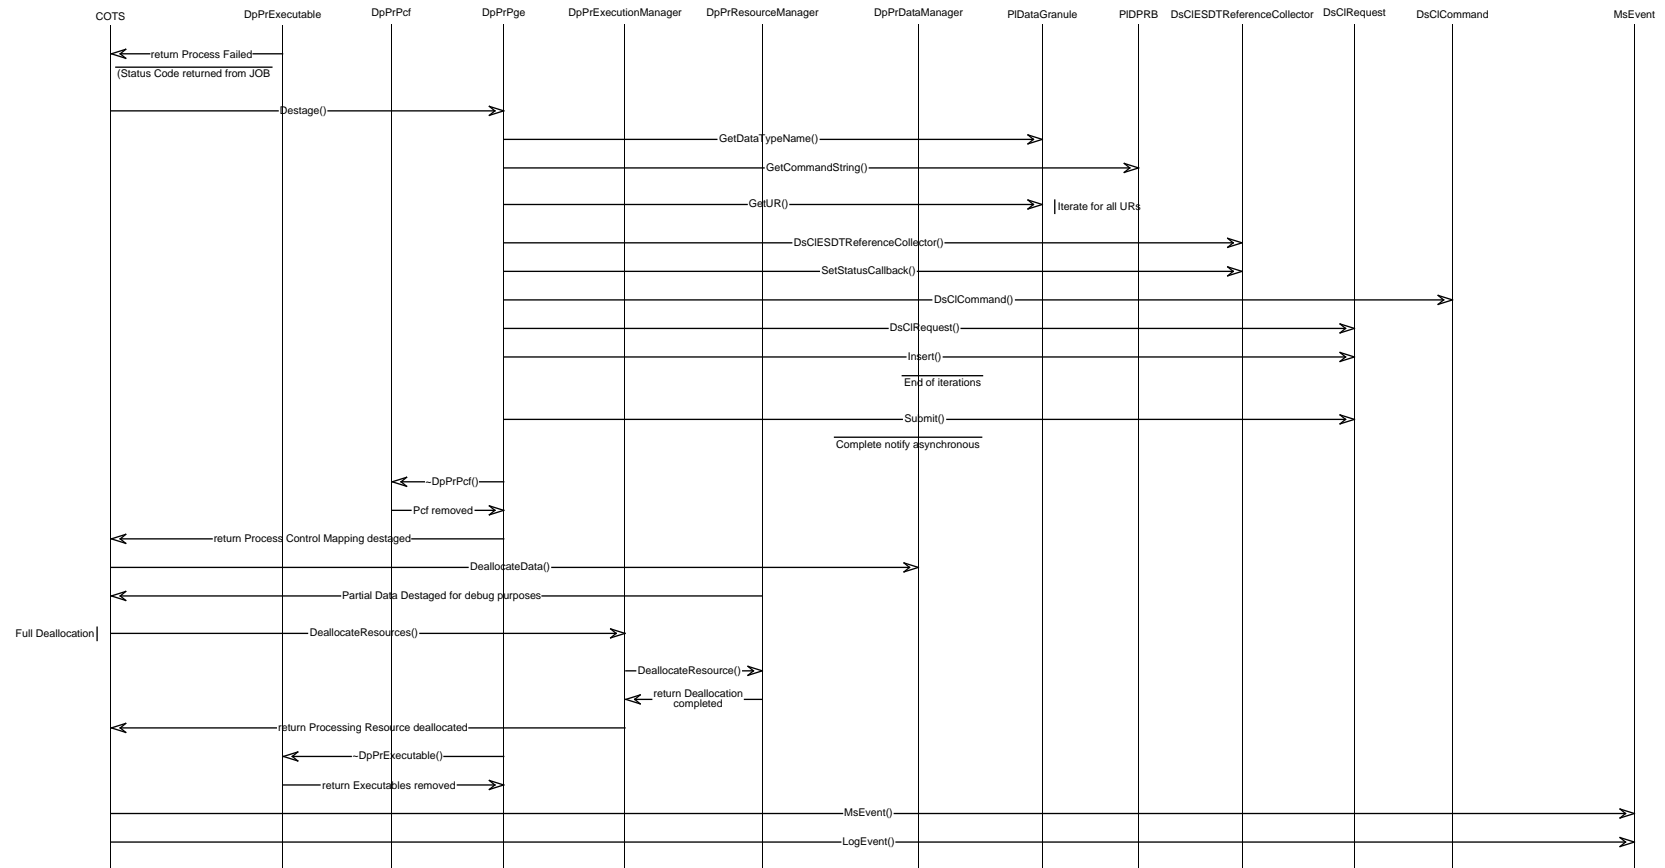 COTS DpPrExecutable DpPrPcf DpPrPge DpPrExecutionManager DpPrResourceManager DpPrDataManager PlDataGranule PlDPRB DsClESDTReferenceCollector DsClRequest DsClCommand MsEvent
return Process Failed
(Status Code returned from JOB
Destage()
GetDataTypeName()
GetCommandString()
GetUR() Iterate for all URs
DsClESDTReferenceCollector()
SetStatusCallback()
DsClCommand()
DsClRequest()
Insert()
End of iterations
Submit()
Complete notify asynchronous
~DpPrPcf()
Pcf removed
return Process Control Mapping destaged
DeallocateData()
Partial Data Destaged for debug purposes
Full Deallocation DeallocateResources()
DeallocateResource()
return Deallocation
completed
return Processing Resource deallocated
~DpPrExecutable()
return Executables removed
MsEvent()
LogEvent()